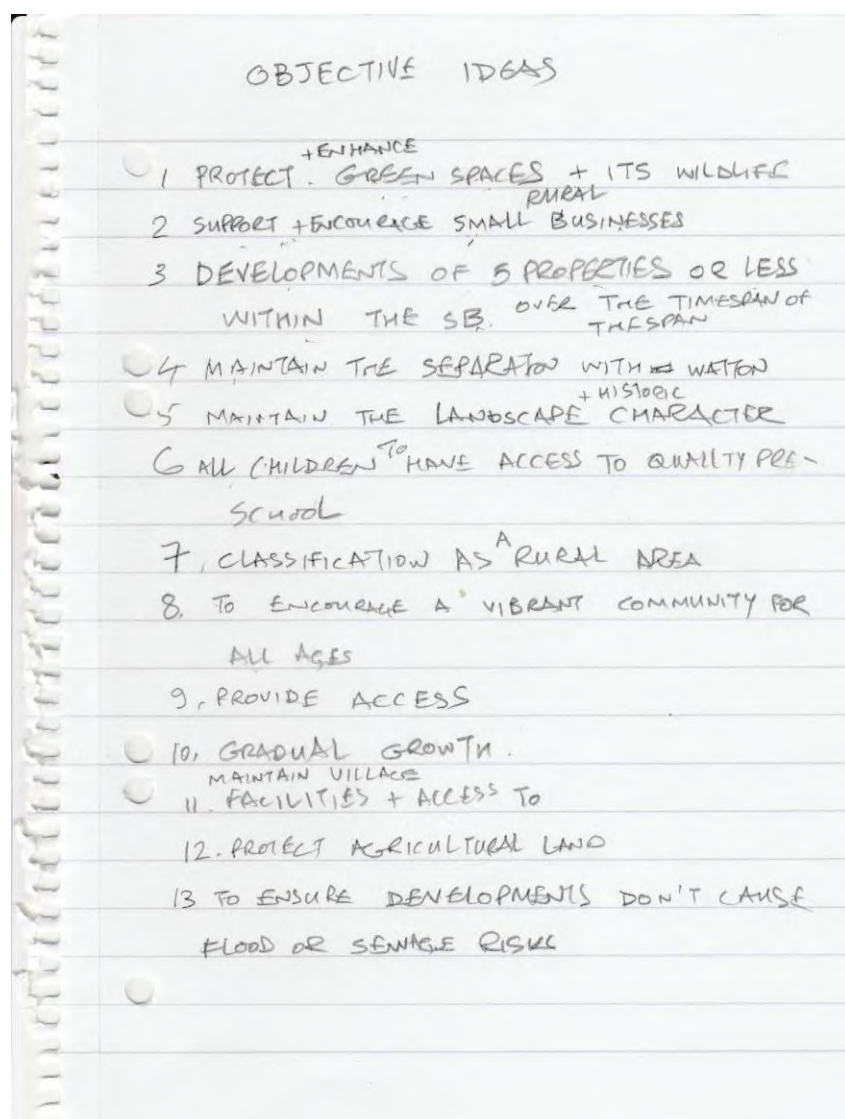 OBJECTIVE IDEAS
+ ENHANCE
1 PROTECT. GREEN SPACES + ITS WILDLIFE
RURAL
2 SUPPORT + ENCOURAGE SMALL BUSINESSES
3 DEVELOPMENTS OF 5 PROPERTIES OR LESS
WITHIN THE SB. OVER THE TIMESPAN OF
THESPAN
4 MAINTAIN THE SEPARATON WITH WATTON
+ HISTORIC
5 MAINTAIN THE LANDSCAPE CHARACTER
6 ALL CHILDREN TO HAVE ACCESS TO QUALITY PRE-
SCHOOL
7, CLASSIFICATION AS A RURAL AREA
8, TO ENCOURAGE A VIBRANT COMMUNITY FOR
ALL AGES
9, PROVIDE ACCESS
10, GRADUAL GROWTH.
MAINTAIN VILLAGE
11. FACILITIES + ACCESS TO
12. PROTECT AGRICULTURAL LAND
13 TO ENSURE DEVELOPMENTS DON'T CAUSE
FLOOD OR SEWAGE RISKS